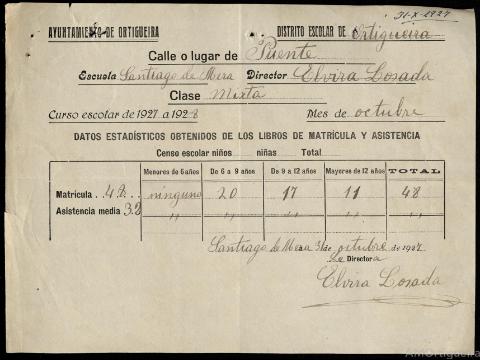 31-X-1927
AYUNTAMIENTO DE ORTIGUEIRA
DISTRITO ESCOLAR DE Ortigueira
Calle o lugar de Puente
Escuela Santiago de Mera Director Elvira Losada
Clase Mixta
Curso escolar de 1927 a 1928 Mes de octubre
DATOS ESTADÍSTICOS OBTENIDOS DE LOS LIBROS DE MATRÍCULA Y ASISTENCIA
Censo escolar niños niñas Total
Menores de 6 años De 6 a 9 años De 9 a 12 años Mayores de 12 años TOTAL
Matrícula . . 48 ninguno 20 17 11 48
Asistencia media 32 " " " " "
Santiago de Mera 31 de octubre de 1927
La Directora
Elvira Losada
AmOrtigueira